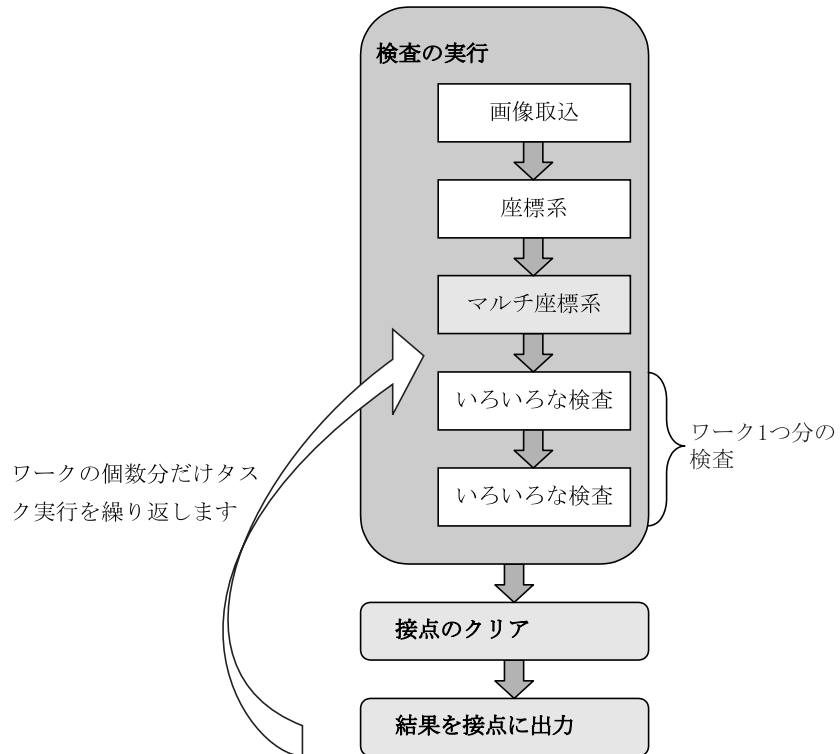 検査の実行
画像取込
座標系
マルチ座標系
いろいろな検査
いろいろな検査
ワーク1つ分の
検査
ワークの個数分だけタス
ク実行を繰り返します
接点のクリア
結果を接点に出力